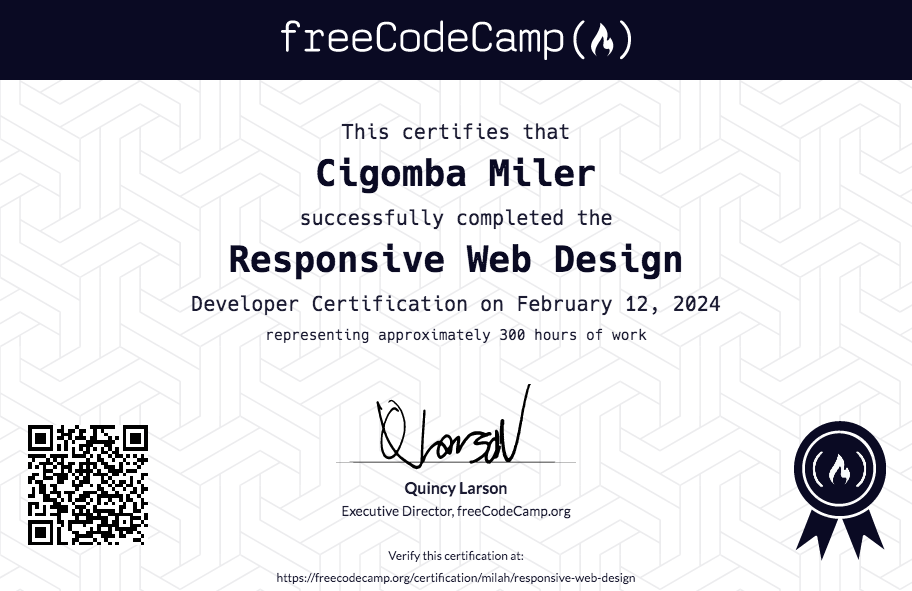 freeCodeCamp
This certifies that
Cigomba Miler
successfully completed the
Responsive Web Design
Developer Certification on February 12, 2024
representing approximately 300 hours of work
Quincy Larson
Executive Director, freeCodeCamp.org
Verify this certification at:
https://freecodecamp.org/certification/milah/responsive-web-design